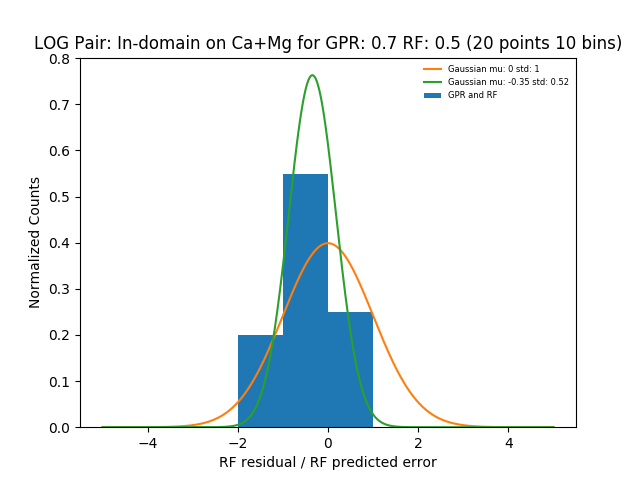 LOG Pair: In-domain on Ca+Mg for GPR: 0.7 RF: 0.5 (20 points 10 bins)
Gaussian mu: 0 std: 1
Gaussian mu: -0.35 std: 0.52
GPR and RF
Normalized Counts
0.8
0.7
0.6
0.5
0.4
0.3
0.2
0.1
0.0
−4
−2
0
2
4
RF residual / RF predicted error